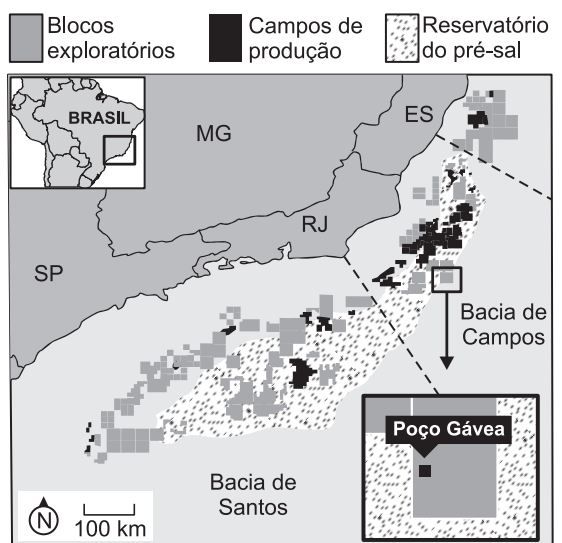 Blocos
exploratórios
Campos de
produção
Reservatório
do pré-sal
BRASIL
MG
ES
RJ
SP
Bacia de
Campos
Poço Gávea
Bacia de
Santos
N
100 km